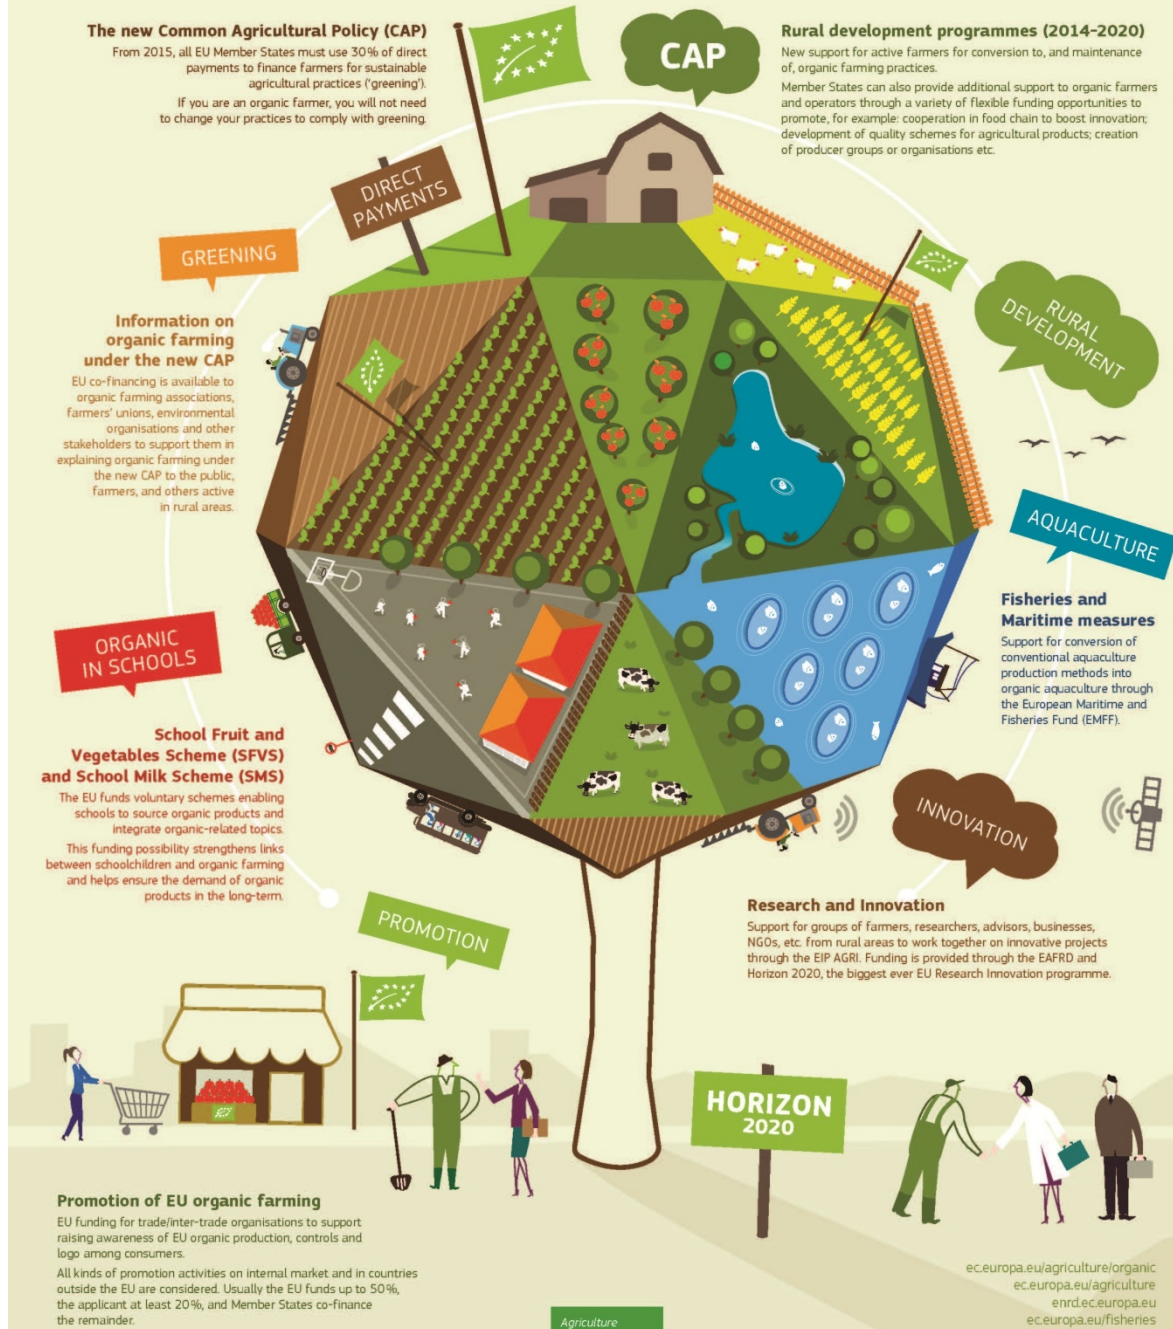 The new Common Agricultural Policy (CAP)
From 2015, all EU Member States must use 30% of direct
payments to finance farmers for sustainable
agricultural practices ('greening').
If you are an organic farmer, you will not need
to change your practices to comply with greening.
CAP
Rural development programmes (2014-2020)
New support for active farmers for conversion to, and maintenance
of, organic farming practices.
Member States can also provide additional support to organic farmers
and operators through a variety of flexible funding opportunities to
promote, for example: cooperation in food chain to boost innovation;
development of quality schemes for agricultural products; creation
of producer groups or organisations etc.
DIRECT
PAYMENTS
GREENING
RURAL
DEVELOPMENT
Information on
organic farming
under the new CAP
EU co-financing is available to
organic farming associations,
farmers' unions, environmental
organisations and other
stakeholders to support them in
explaining organic farming under
the new CAP to the public,
farmers, and others active
in rural areas.
AQUACULTURE
Fisheries and
Maritime measures
Support for conversion of
conventional aquaculture
production methods into
organic aquaculture through
the European Maritime and
Fisheries Fund (EMFF).
ORGANIC
IN SCHOOLS
School Fruit and
Vegetables Scheme (SFVS)
and School Milk Scheme (SMS)
The EU funds voluntary schemes enabling
schools to source organic products and
integrate organic-related topics.
This funding possibility strengthens links
between schoolchildren and organic farming
and helps ensure the demand of organic
products in the long-term.
INNOVATION
Research and Innovation
Support for groups of farmers, researchers, advisors, businesses,
NGOs, etc. from rural areas to work together on innovative projects
through the EIP AGRI. Funding is provided through the EAFRD and
Horizon 2020, the biggest ever EU Research Innovation programme.
PROMOTION
HORIZON
2020
Promotion of EU organic farming
EU funding for trade/inter-trade organisations to support
raising awareness of EU organic production, controls and
logo among consumers.
All kinds of promotion activities on internal market and in countries
outside the EU are considered. Usually the EU funds up to 50%,
the applicant at least 20%, and Member States co-finance
the remainder.
ec.europa.eu/agriculture/organic
ec.europa.eu/agriculture
enrd.ec.europa.eu
ec.europa.eu/fisheries
Agriculture